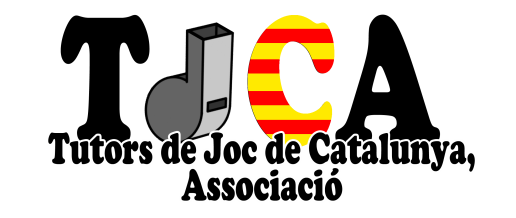 TJCA
Tutors de Joc de Catalunya,
Associació